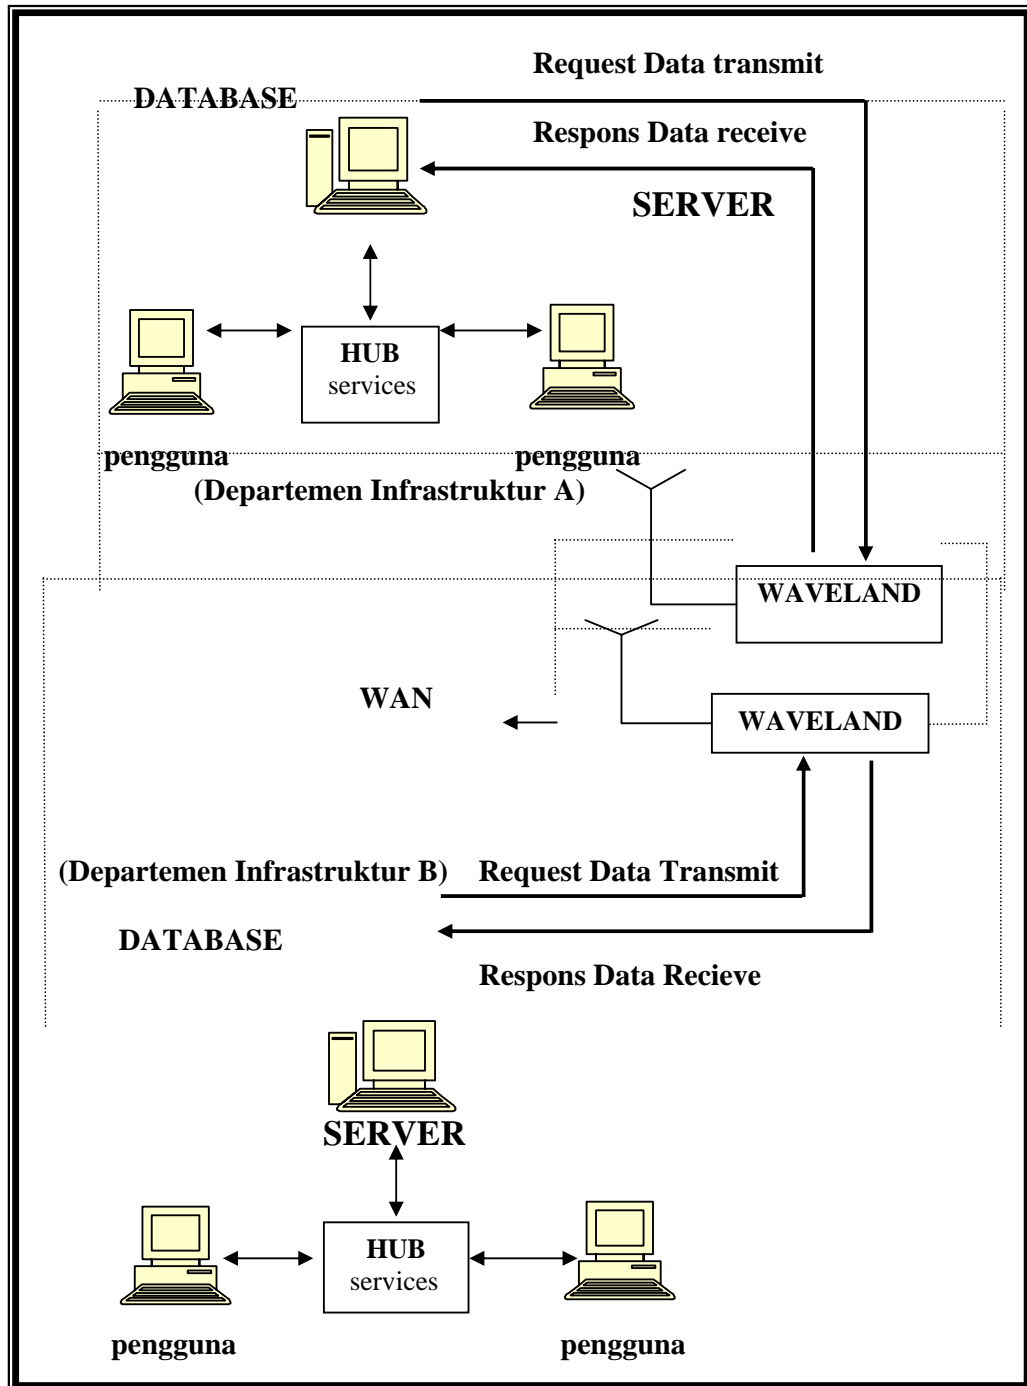 Request Data transmit
DATABASE
Respons Data receive
SERVER
HUB
services
pengguna
pengguna
(Departemen Infrastruktur A)
WAVELAND
WAN
WAVELAND
(Departemen Infrastruktur B)
Request Data Transmit
DATABASE
Respons Data Recieve
SERVER
HUB
services
pengguna
pengguna